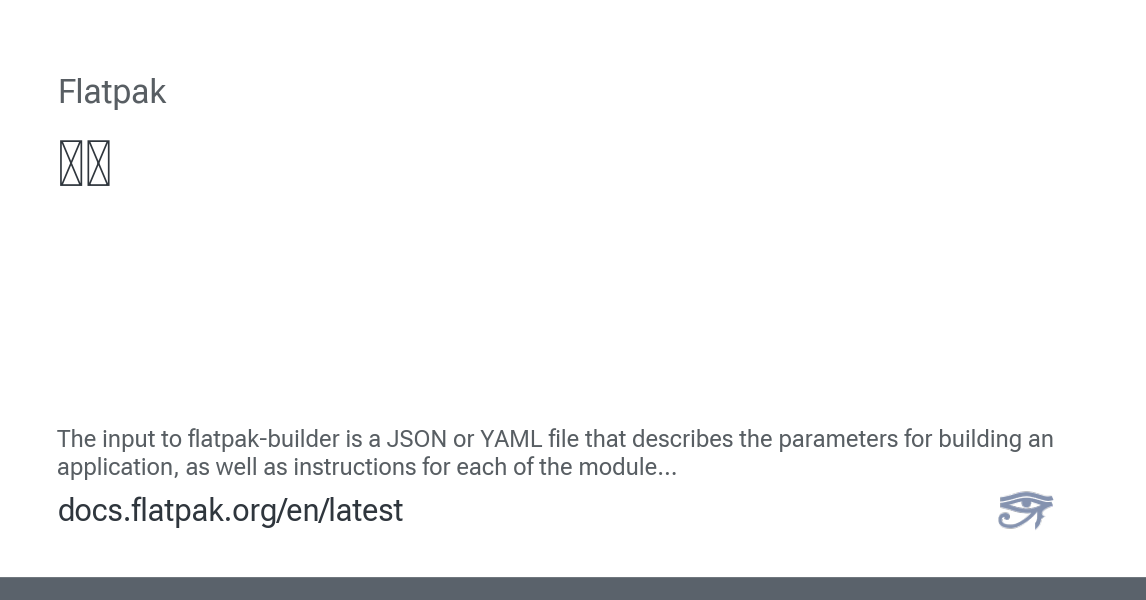 Flatpak
The input to flatpak-builder is a JSON or YAML file that describes the parameters for building an
application, as well as instructions for each of the module...
docs.flatpak.org/en/latest